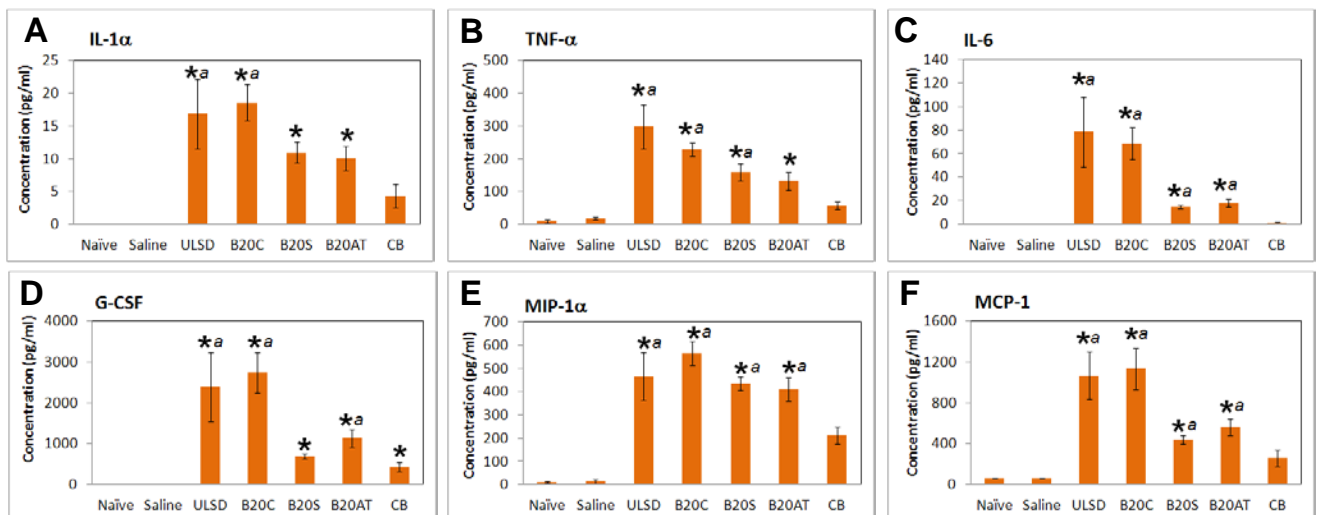 A
IL-1α
Concentration (pg/ml)
25
20
15
10
5
0
*a
*a
*
*
Naïve Saline ULSD B20C B20S B20AT CB
B
TNF-α
Concentration (pg/ml)
500
400
300
200
100
0
*a
*a
*a
*
Naïve Saline ULSD B20C B20S B20AT CB
C
IL-6
Concentration (pg/ml)
140
120
100
80
60
40
20
0
*a
*a
*a
*a
Naïve Saline ULSD B20C B20S B20AT CB
D
G-CSF
Concentration (pg/ml)
4000
3000
2000
1000
0
*a
*a
*
*a
*
Naïve Saline ULSD B20C B20S B20AT CB
E
MIP-1α
Concentration (pg/ml)
700
600
500
400
300
200
100
0
*a
*a
*a
*a
Naïve Saline ULSD B20C B20S B20AT CB
F
MCP-1
Concentration (pg/ml)
1600
1200
800
400
0
*a
*a
*a
*a
Naïve Saline ULSD B20C B20S B20AT CB